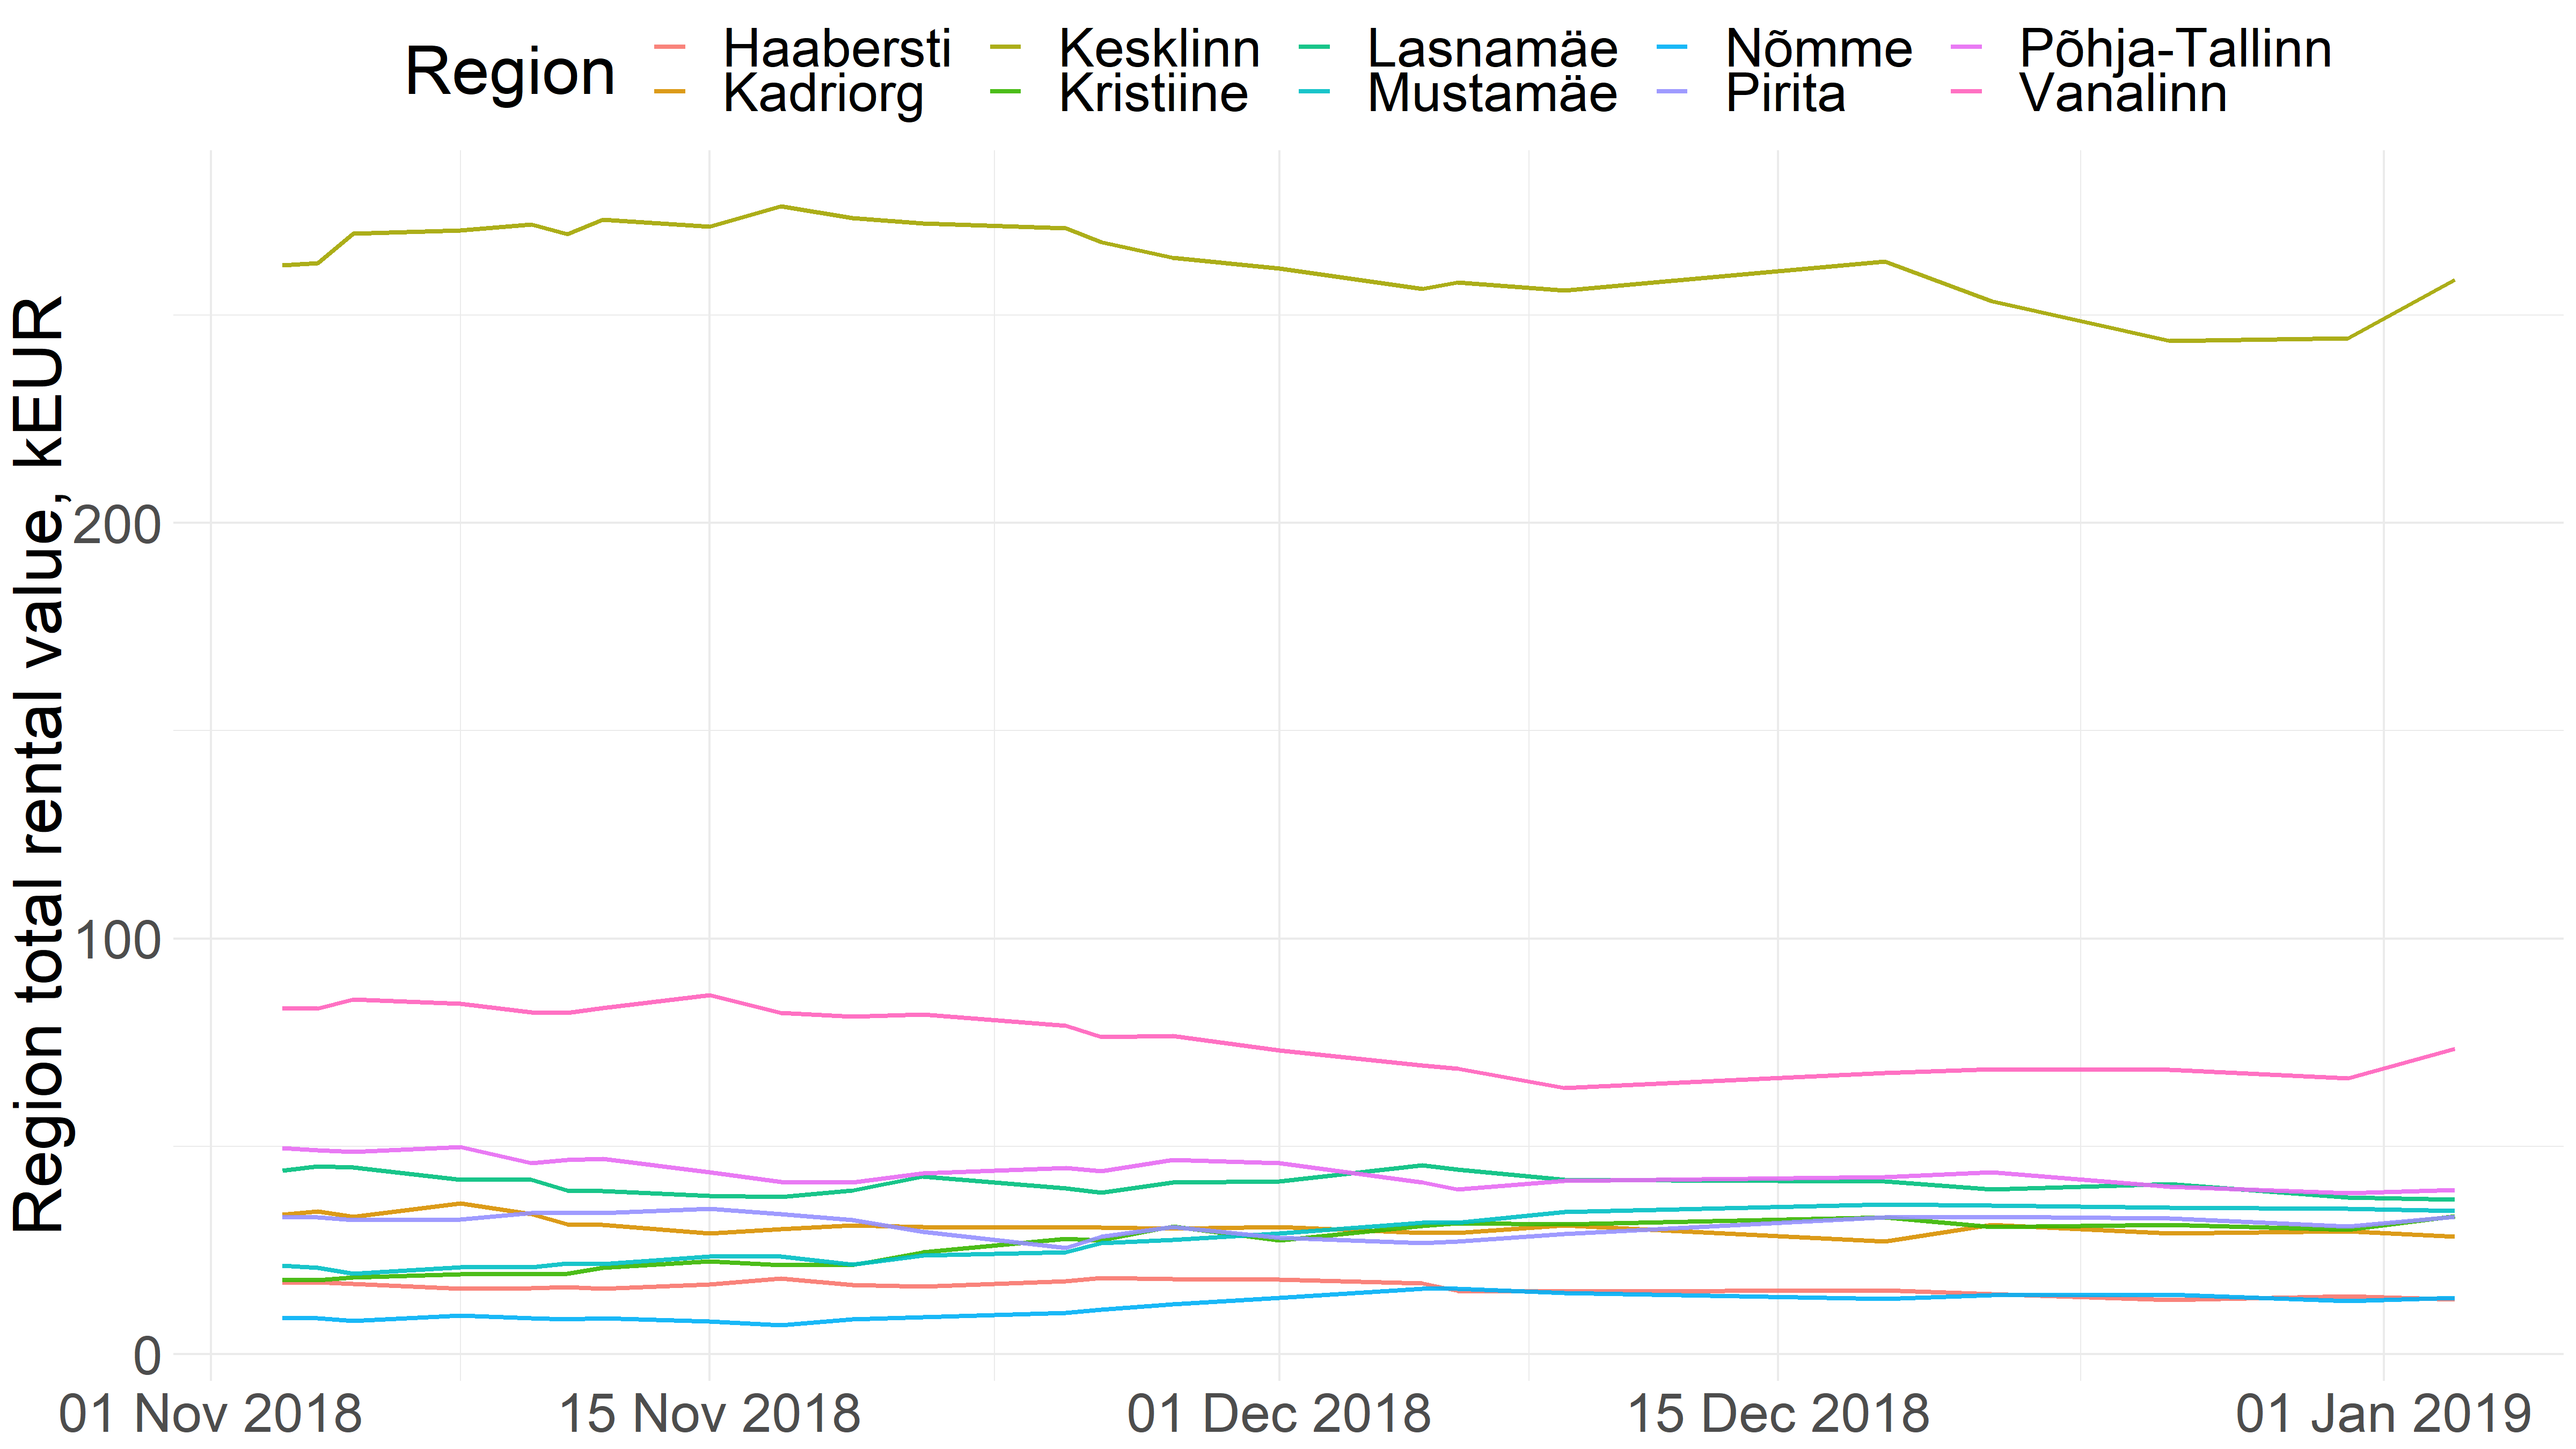 Region
Haabersti Kesklinn Lasnamäe Nõmme Põhja-Tallinn
Kadriorg Kristiine Mustamäe Pirita Vanalinn
Region total rental value, kEUR
200
100
0
01 Nov 2018 15 Nov 2018 01 Dec 2018 15 Dec 2018 01 Jan 2019